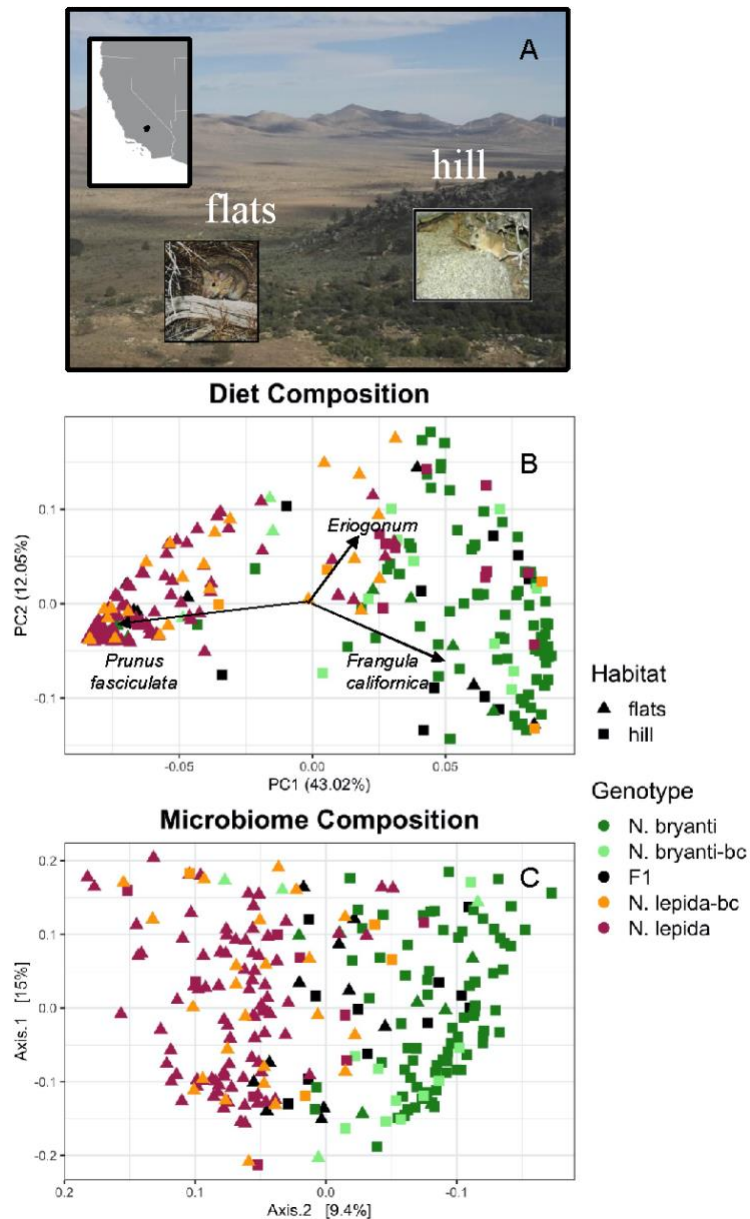 A
hill
flats
Diet Composition
B
0.1
0.0
-0.1
PC2 (12.05%)
Eriogonum
Prunus
fasciculata
Frangula
californica
-0.05
0.00
0.05
PC1 (43.02%)
Habitat
flats
hill
Genotype
N. bryanti
N. bryanti-bc
F1
N. lepida-bc
N. lepida
Microbiome Composition
C
0.2
0.1
0.0
-0.1
-0.2
Axis.1 [15%]
0.2
0.1
0.0
-0.1
Axis.2 [9.4%]